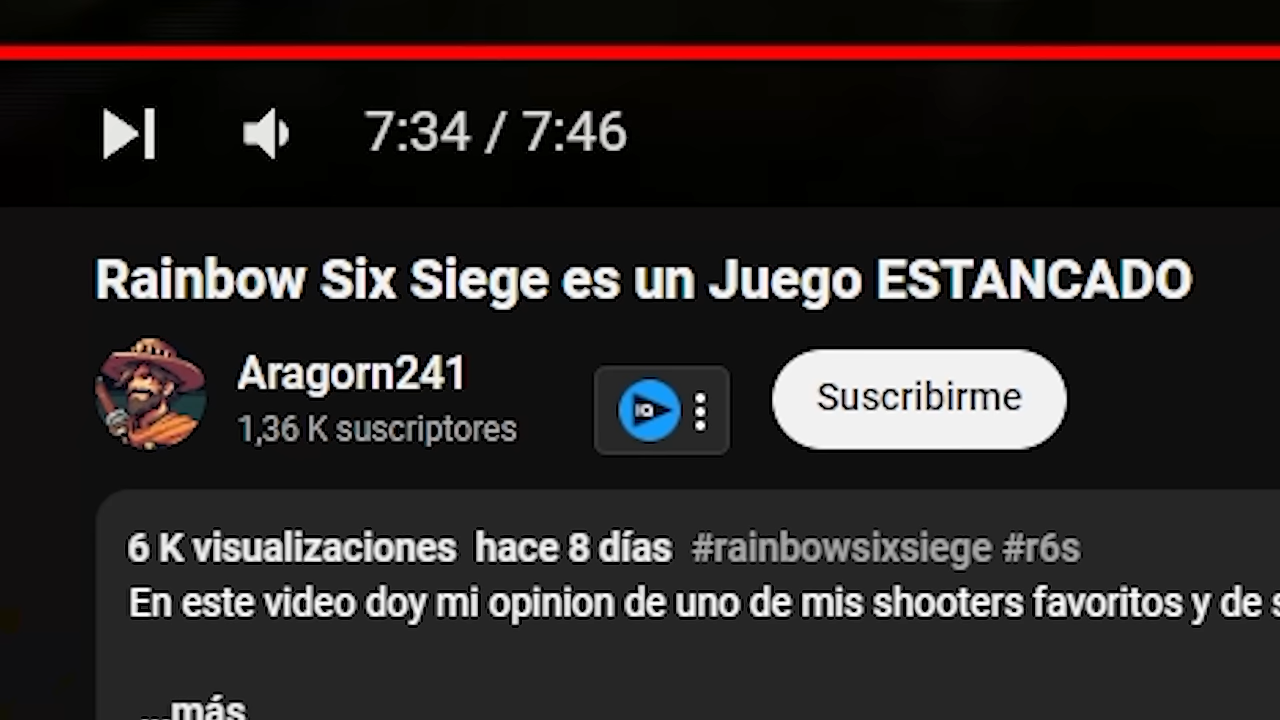 7:34 / 7:46
Rainbow Six Siege es un Juego ESTANCADO
Aragorn241
1,36 K suscriptores
Suscribirme
6 K visualizaciones hace 8 días #rainbowsixsiege #r6s
En este video doy mi opinion de uno de mis shooters favoritos y de s
...más